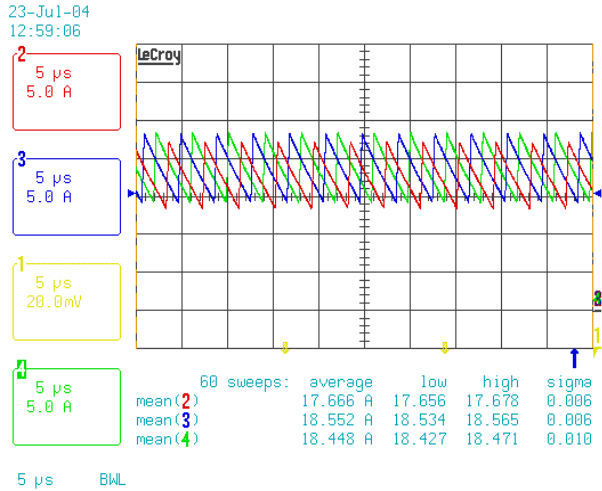 23-Jul-04
12:59:06
LeCroy
2
5 µs
5.0 A
3
5 µs
5.0 A
1
5 µs
20.0mV
4
5 µs
5.0 A
1
60 sweeps: average low high sigma
mean(2) 17.666 A 17.656 17.678 0.006
mean(3) 18.552 A 18.534 18.565 0.006
mean(4) 18.448 A 18.427 18.471 0.010
5 µs BWL